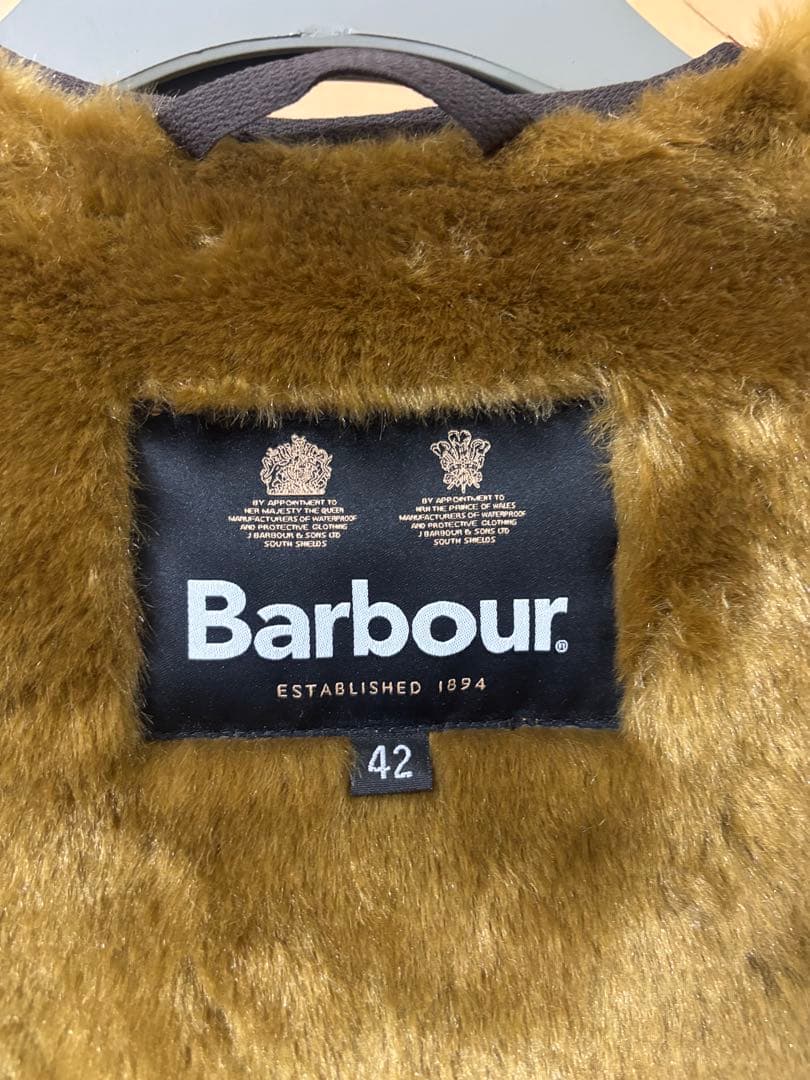 BY APPOINTMENT TO
HER MAJESTY THE QUEEN
MANUFACTURERS OF WATERPROOF
AND PROTECTIVE CLOTHING
J BARBOUR & SONS LTD
SOUTH SHIELDS
BY APPOINTMENT TO
HRH THE PRINCE OF WALES
MANUFACTURERS OF WATERPROOF
AND PROTECTIVE CLOTHING
J BARBOUR & SONS LTD
SOUTH SHIELDS
Barbour®
ESTABLISHED 1894
42